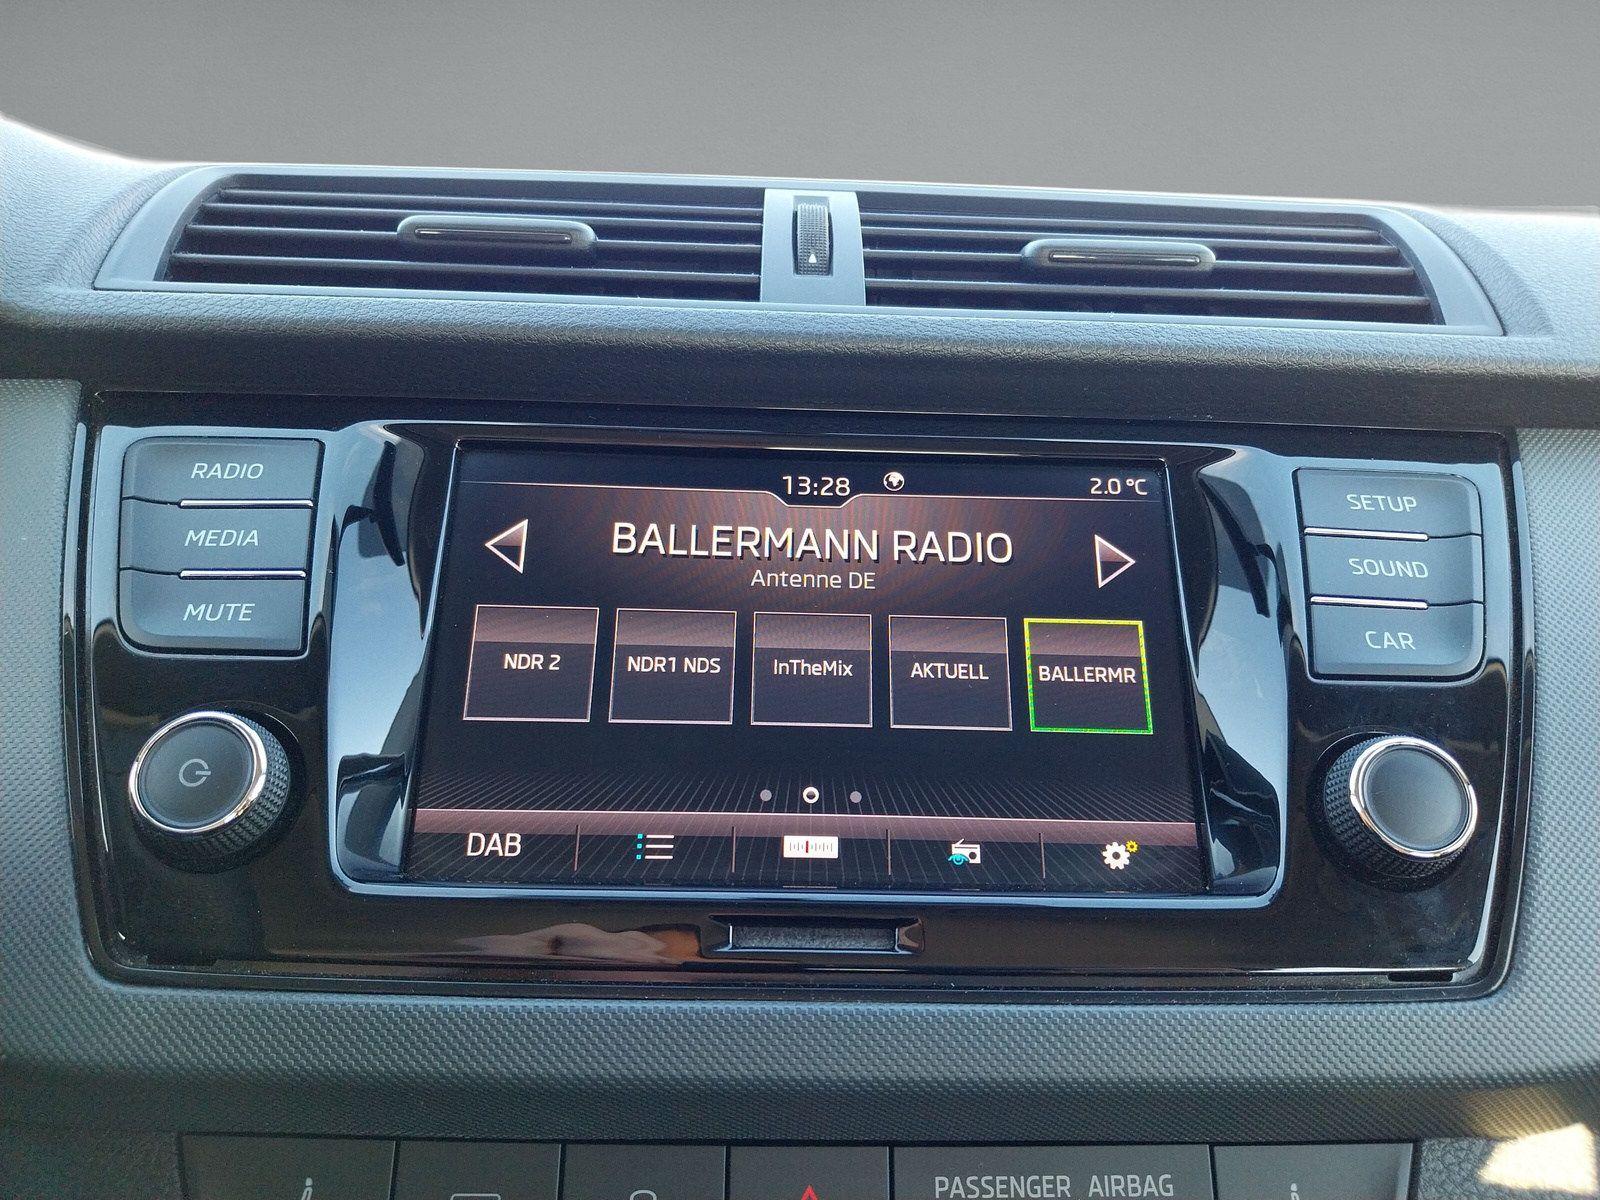 RADIO
MEDIA
MUTE
13:28
2.0 °C
BALLERMANN RADIO
Antenne DE
NDR 2
NDR1 NDS
InTheMix
AKTUELL
BALLERMR
DAB
SETUP
SOUND
CAR
PASSENGER AIRBAG